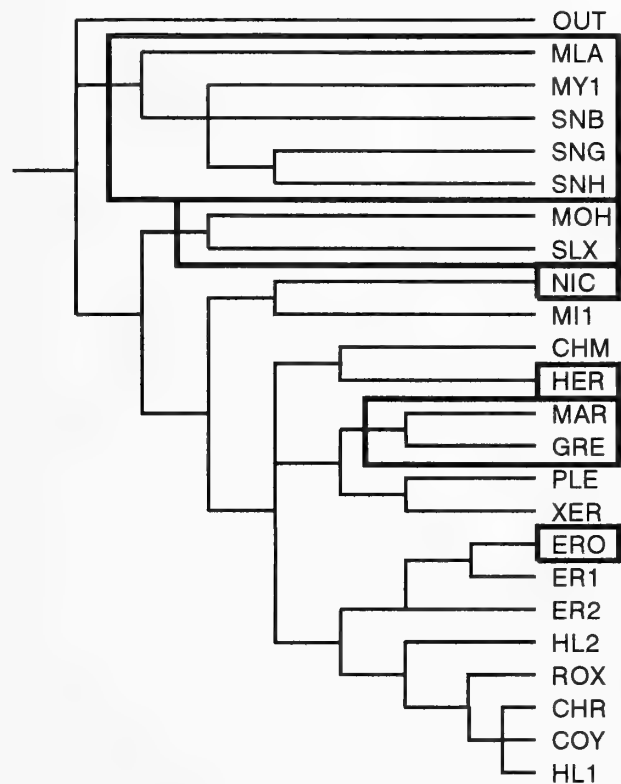 OUT
MLA
MY1
SNB
SNG
SNH
MOH
SLX
NIC
MI1
CHM
HER
MAR
GRE
PLE
XER
ERO
ER1
ER2
HL2
ROX
CHR
COY
HL1